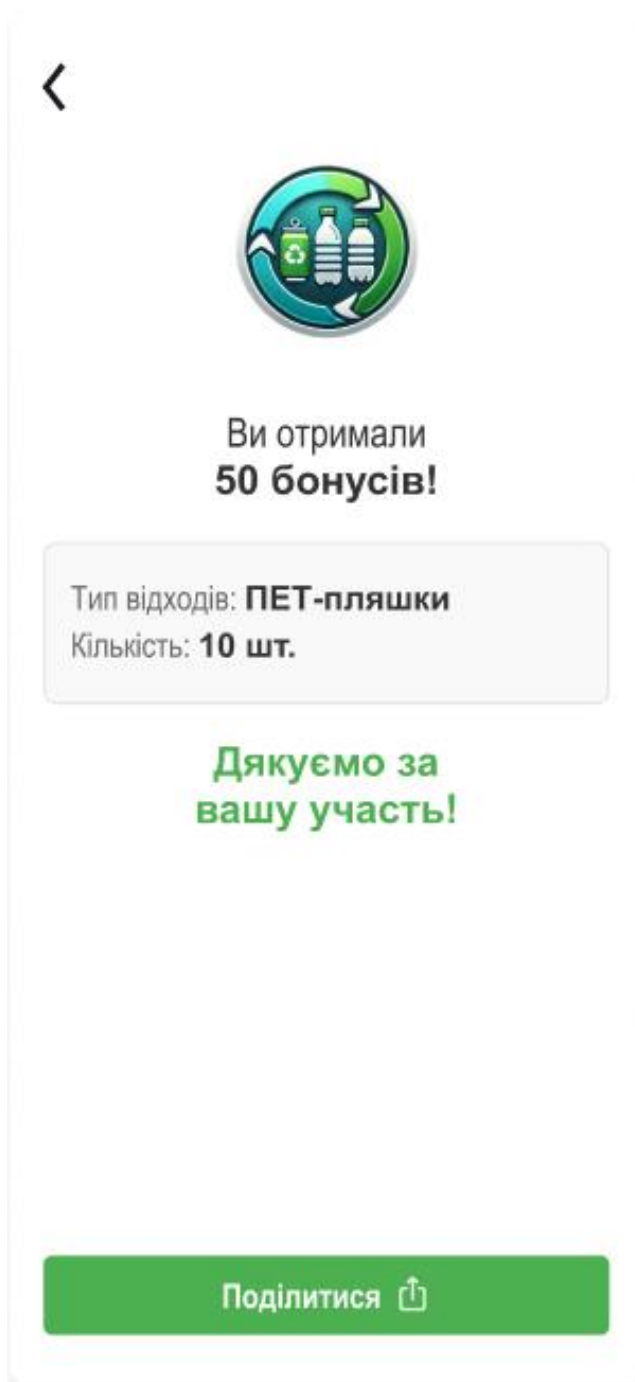 Ви отримали
50 бонусів!
Тип відходів: ПЕТ-пляшки
Кількість: 10 шт.
Дякуємо за
вашу участь!
Поділитися